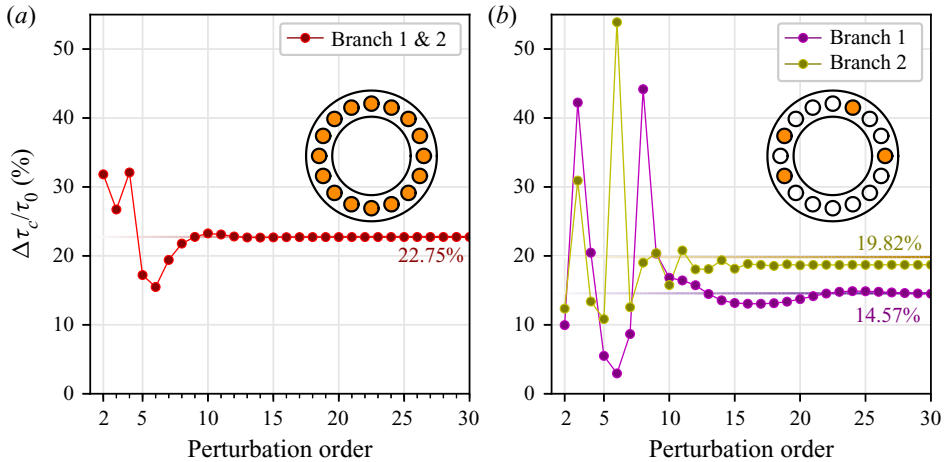 (a)
Branch 1 & 2
Δτc/τ0 (%)
50
40
30
20
10
0
22.75%
2 5 10 15 20 25 30
Perturbation order
(b)
Branch 1
Branch 2
50
40
30
20
10
0
19.82%
14.57%
2 5 10 15 20 25 30
Perturbation order